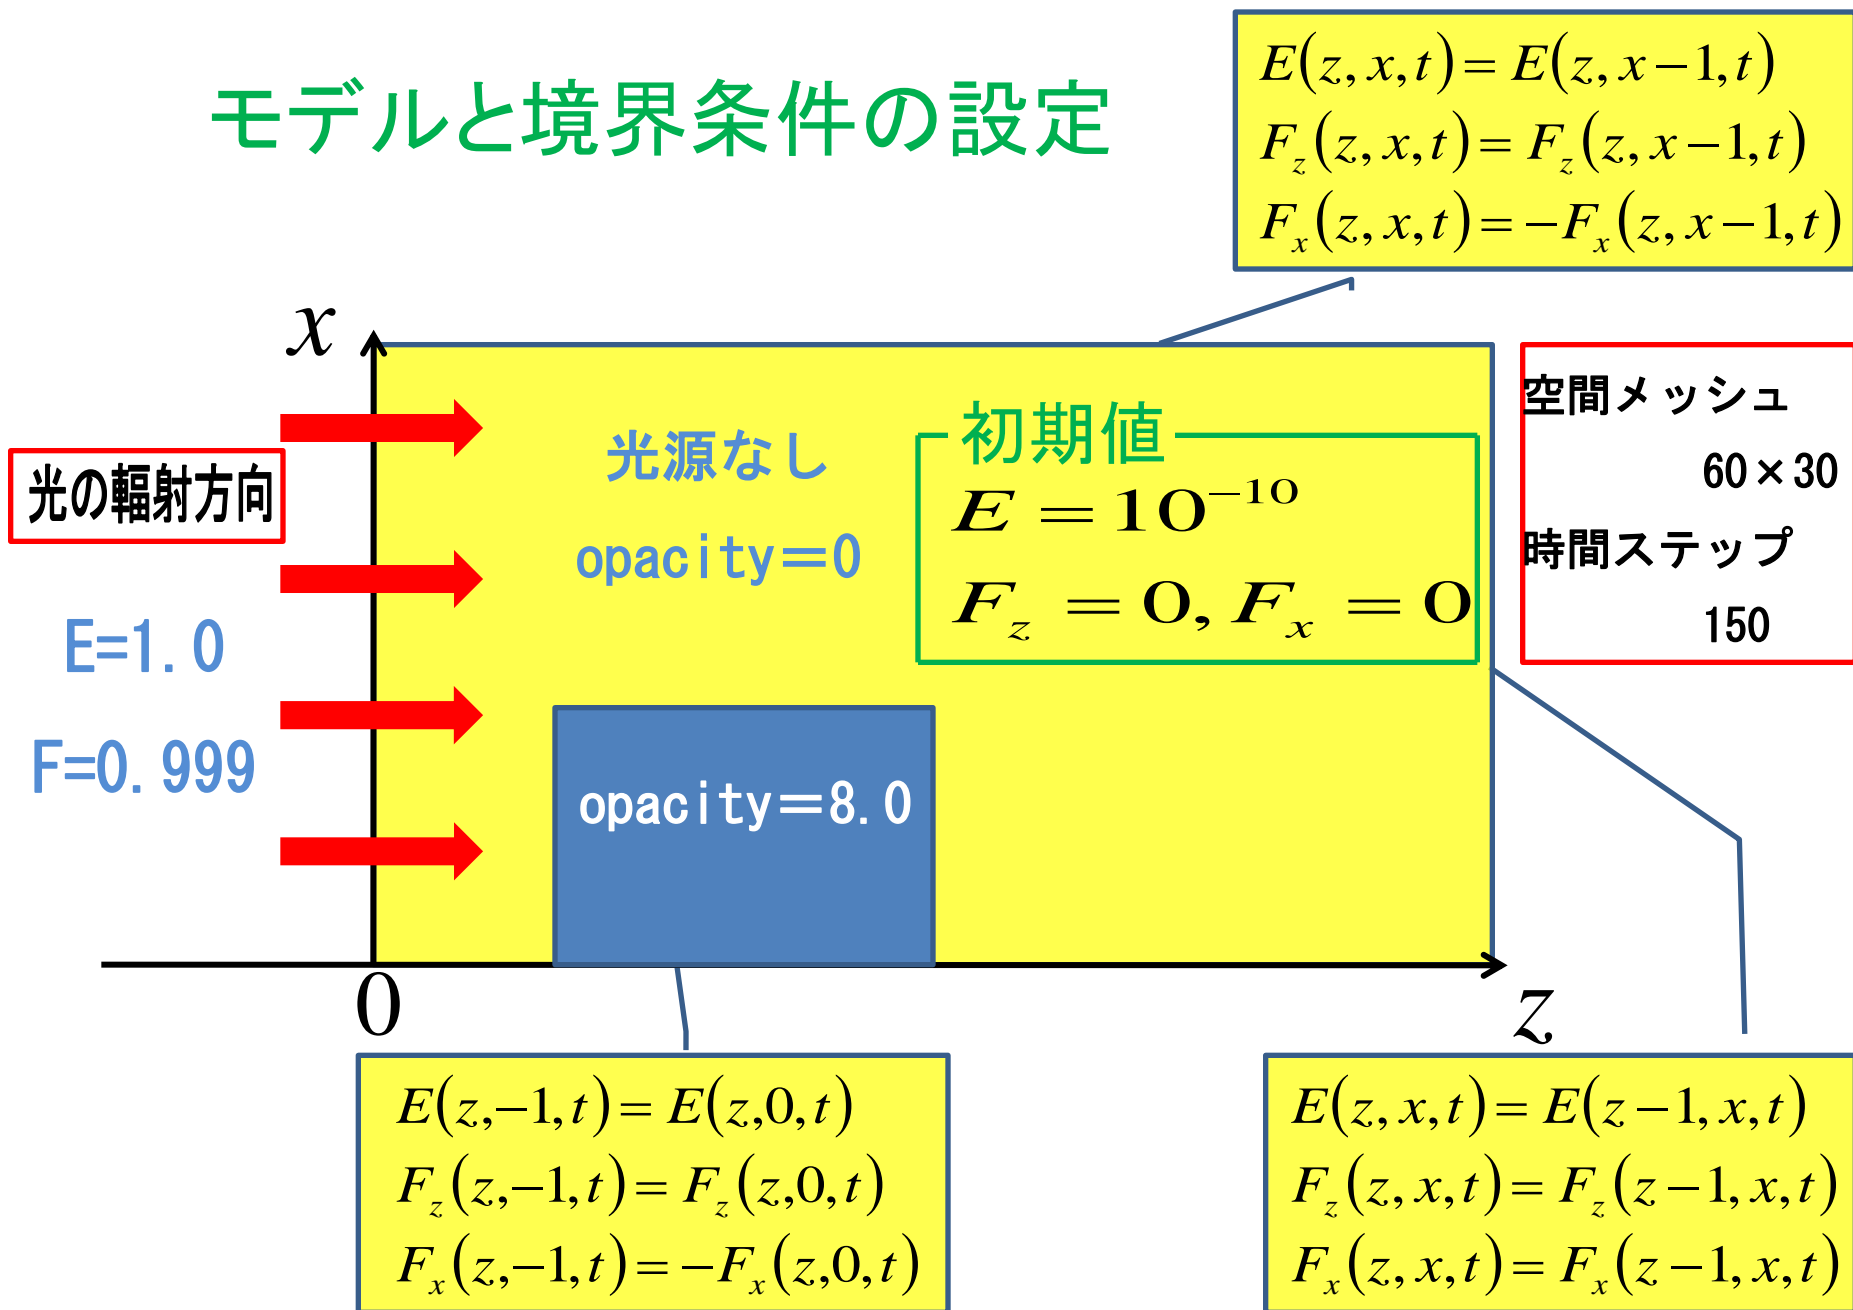 モデルと境界条件の設定
E(z, x, t) = E(z, x − 1, t)
F_z(z, x, t) = F_z(z, x − 1, t)
F_x(z, x, t) = −F_x(z, x − 1, t)
x
光の輻射方向
E=1.0
F=0.999
光源なし
opacity=0
初期値
E = 10^{−10}
F_z = 0, F_x = 0
空間メッシュ
60×30
時間ステップ
150
opacity=8.0
0
z
E(z,−1, t) = E(z,0, t)
F_z(z,−1, t) = F_z(z,0, t)
F_x(z,−1, t) = −F_x(z,0, t)
E(z, x, t) = E(z − 1, x, t)
F_z(z, x, t) = F_z(z − 1, x, t)
F_x(z, x, t) = F_x(z − 1, x, t)